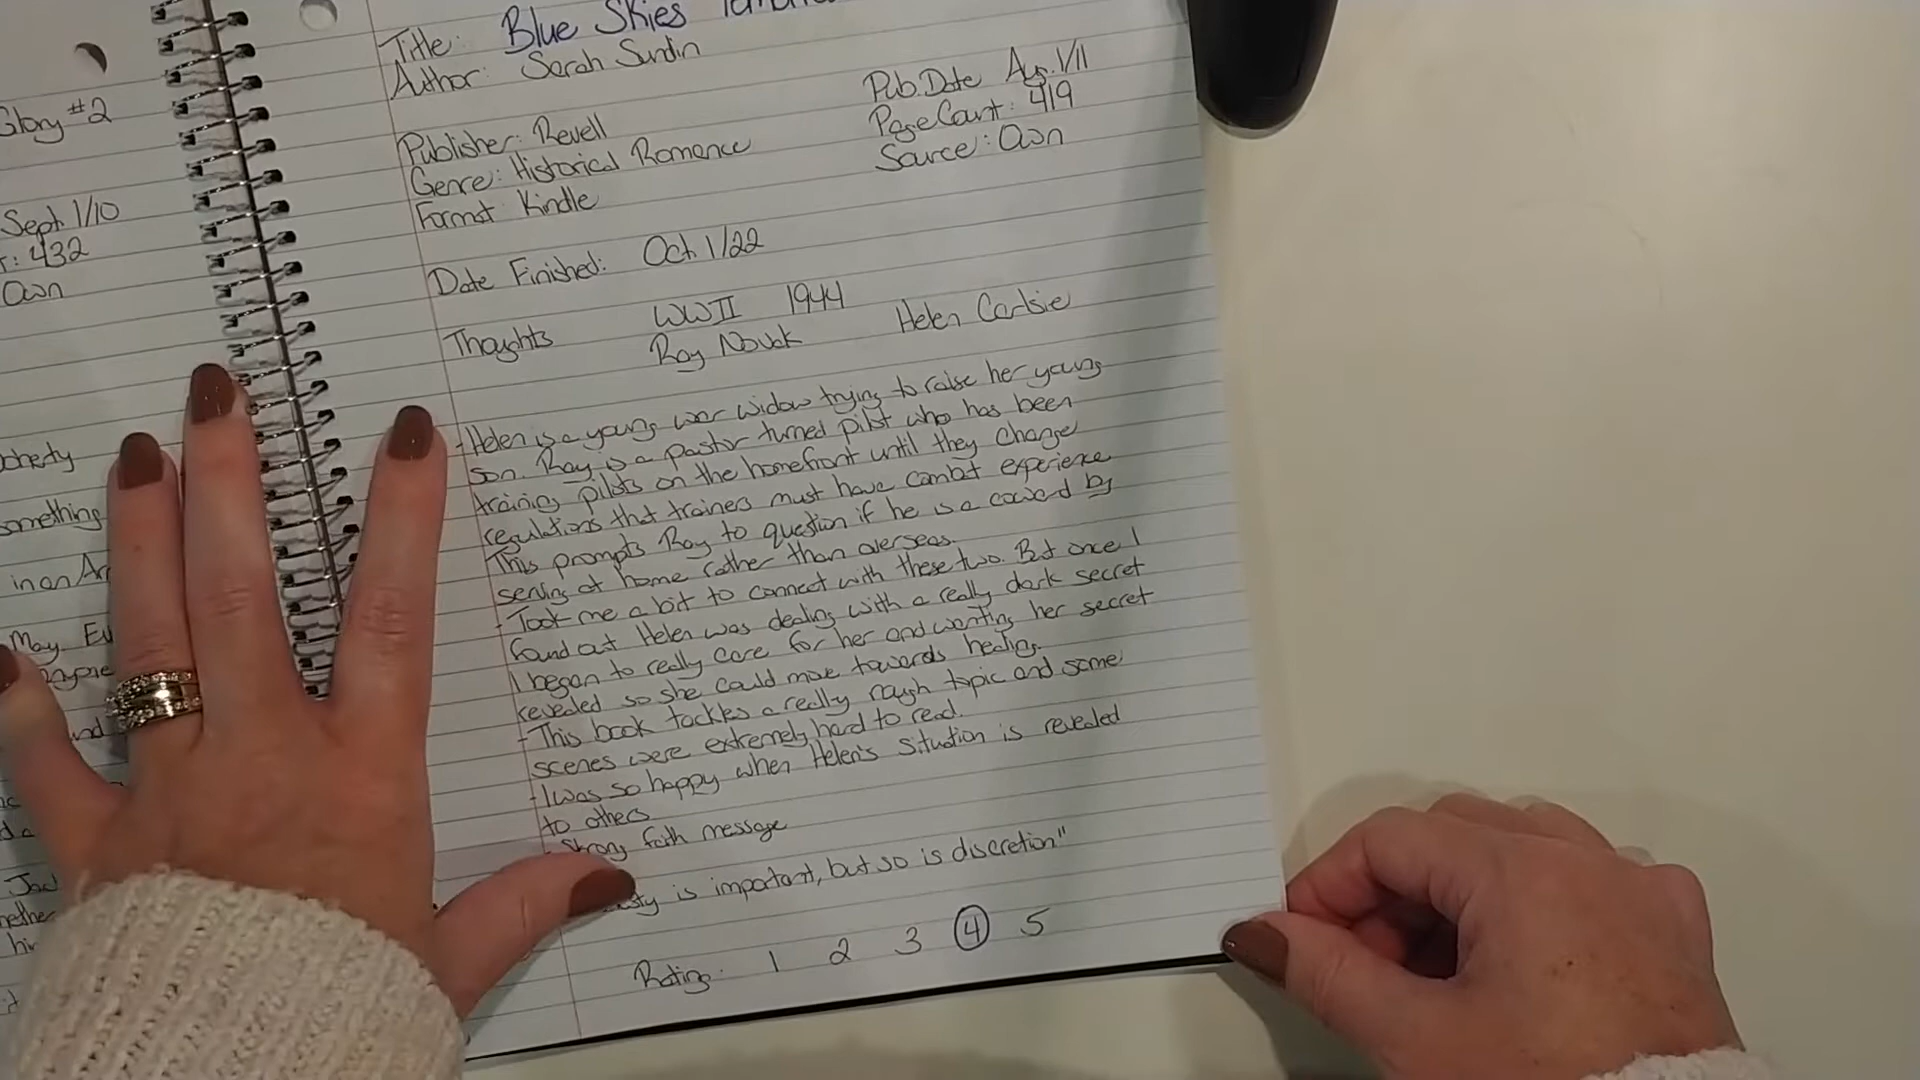 Glory #2
Sept 1/10
: 432
Own
something
in an
May. Ev
Title: Blue Skies
Author: Sarah Sundin
Pub. Date Aug. 1/11
Page Count: 419
Source: Own
Publisher: Revell
Genre: Historical Romance
Format Kindle
Date Finished: Oct 1/22
Thoughts WWII 1944
Ray Novak Helen Carlsie
- Helen is a young war widow trying to raise her young
son. Ray is a pastor turned pilot who has been
training pilots on the homefront until they change
regulations that trainers must have combat experience
This prompts Ray to question if he is a coward by
serving at home rather than overseas.
- Took me a bit to connect with these two. But once I
found out Helen was dealing with a really dark secret
I began to really care for her and wanting her secret
revealed so she could move towards healing.
- This book tackles a really rough topic and some
scenes were extremely hard to read.
- I was so happy when Helen's situation is revealed
to others
- Strong faith message
is important, but so is discretion"
Rating: 1 2 3 4 5